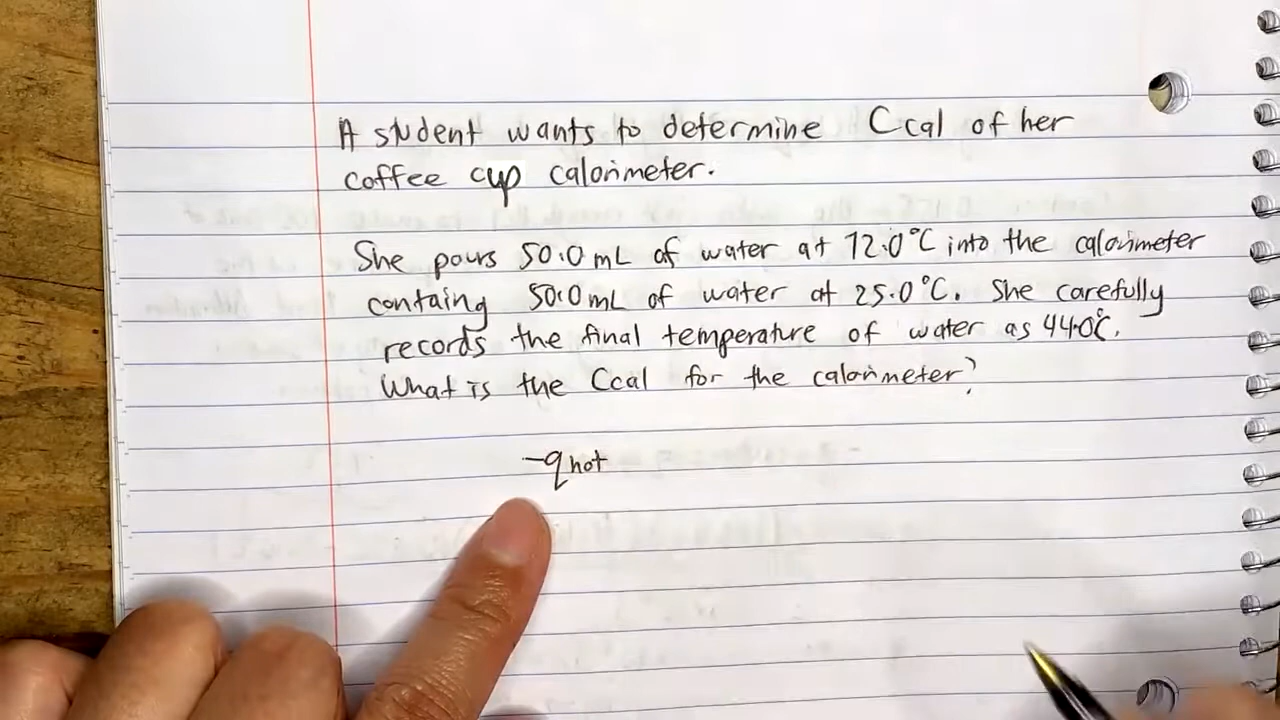 A student wants to determine Ccal of her
coffee cup calorimeter.
She pours 50.0 mL of water at 72.0°C into the calorimeter
containg 50.0 mL of water at 25.0°C. She carefully
records the final temperature of water as 44.0°C.
What is the Ccal for the calorimeter?
-qhot